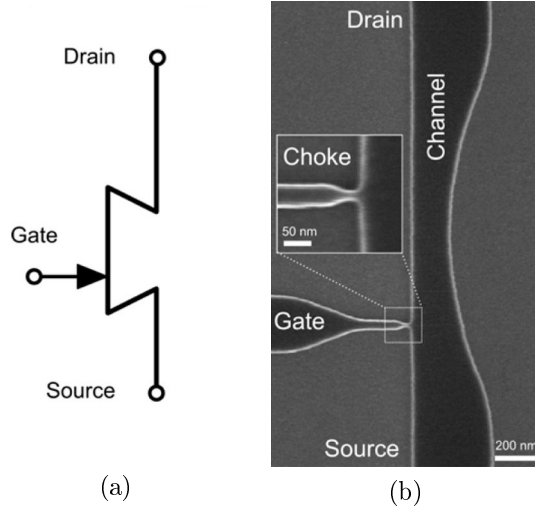 Drain
Gate
Source
(a)
Drain
Channel
Choke
50 nm
Gate
Source
200 nm
(b)